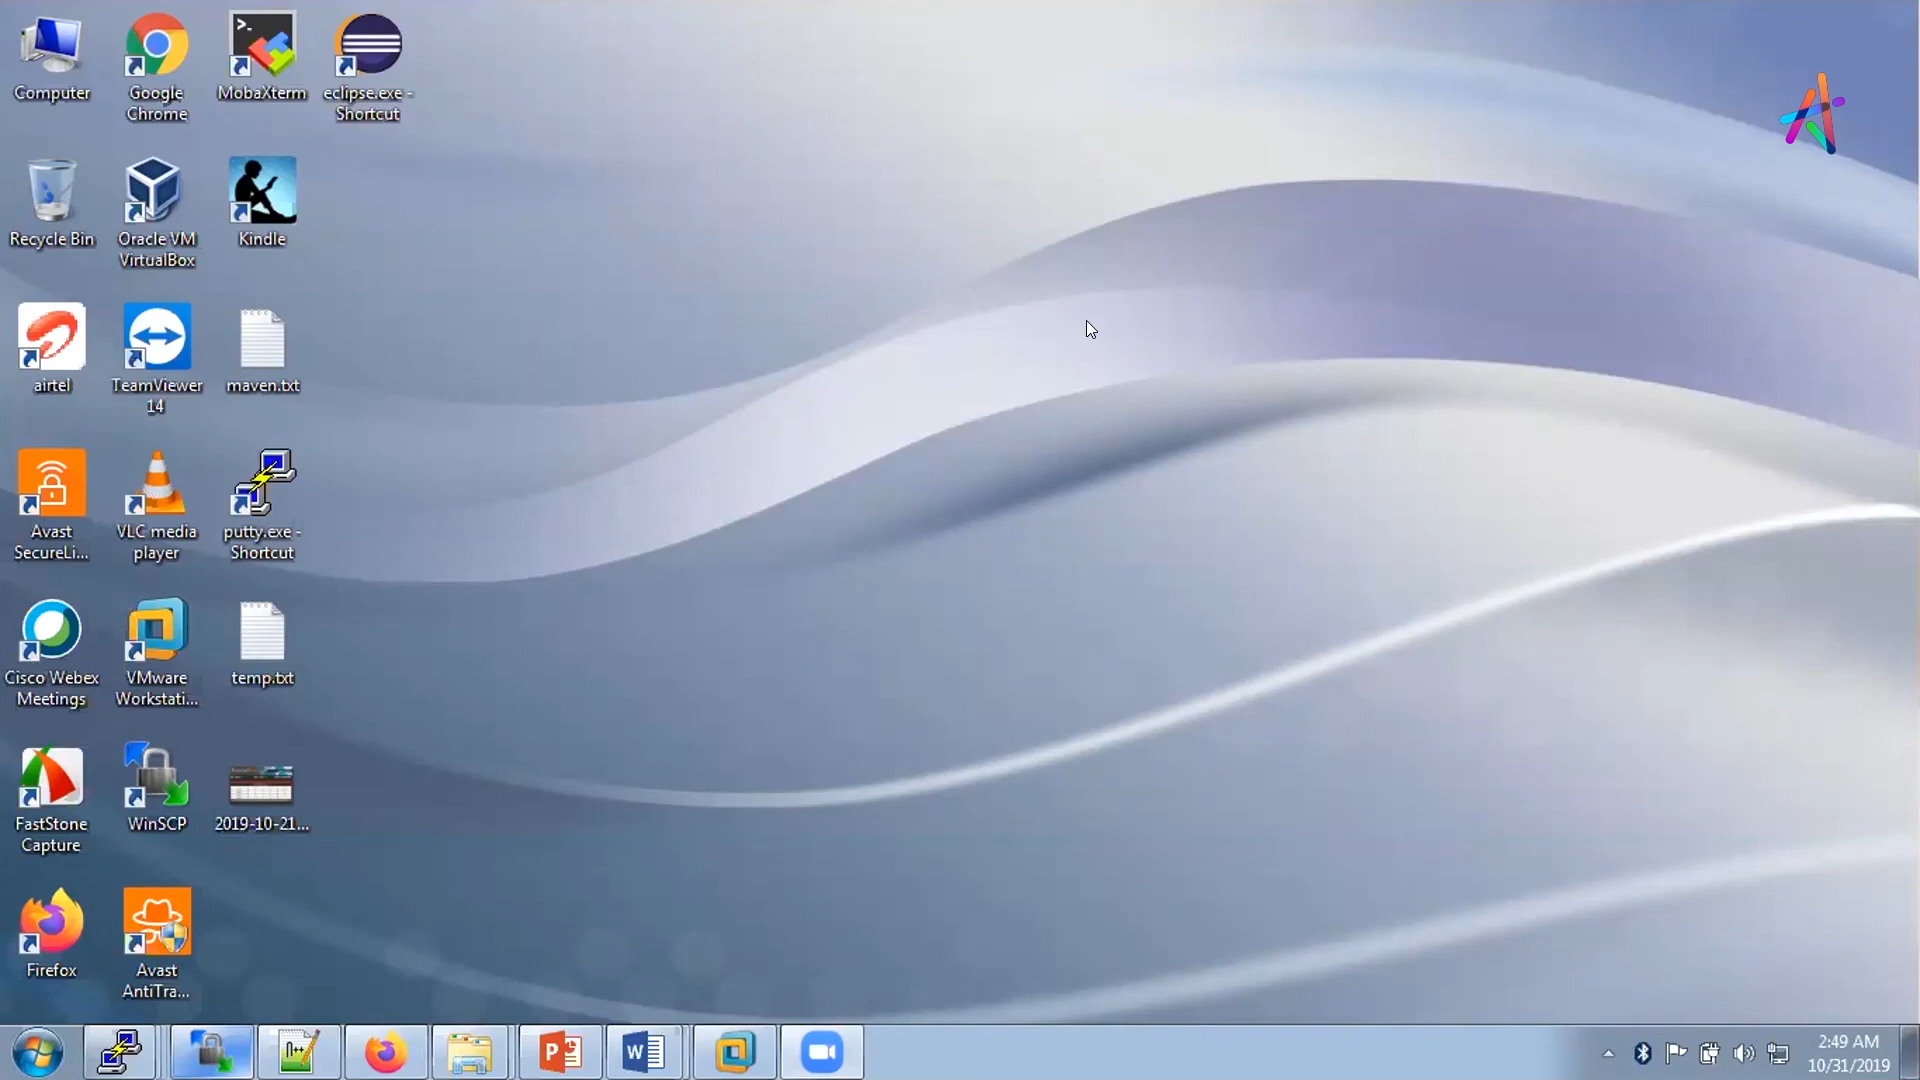 Computer
Google
Chrome
MobaXterm
eclipse.exe -
Shortcut
Recycle Bin
Oracle VM
VirtualBox
Kindle
airtel
TeamViewer
14
maven.txt
Avast
SecureLi...
VLC media
player
putty.exe -
Shortcut
Cisco Webex
Meetings
VMware
Workstati...
temp.txt
FastStone
Capture
WinSCP
2019-10-21...
Firefox
Avast
AntiTra...
2:49 AM
10/31/2019